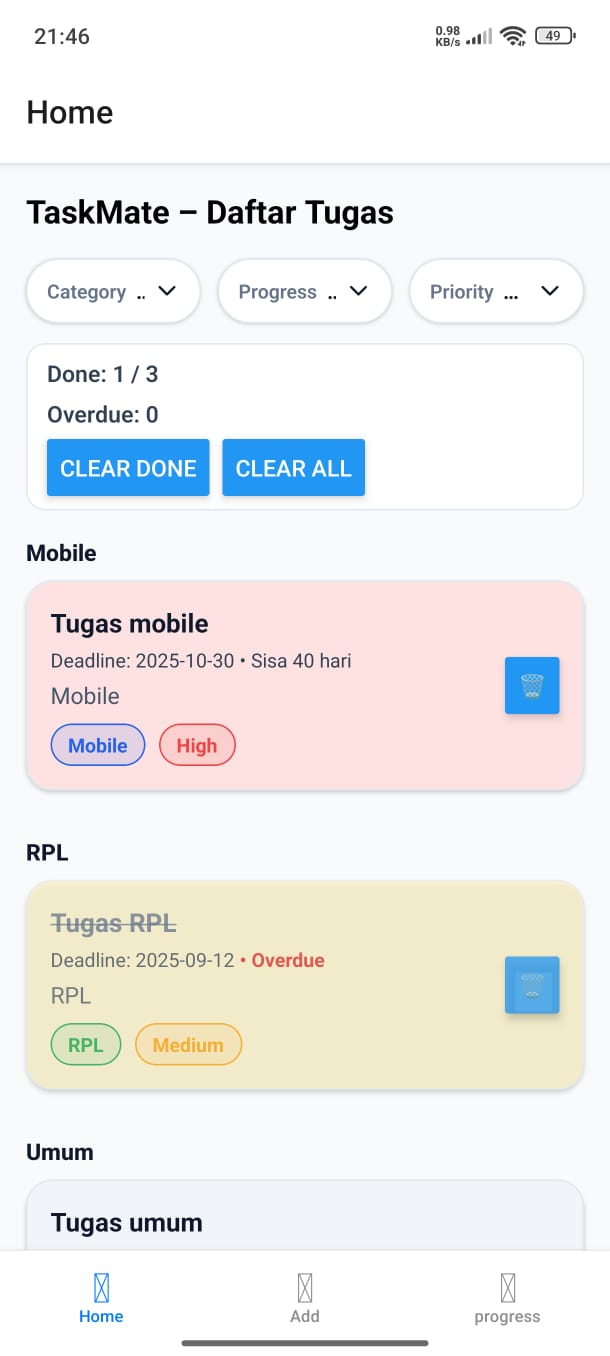 21:46
0.98
KB/s
49
Home
TaskMate – Daftar Tugas
Category ..
Progress ..
Priority ...
Done: 1 / 3
Overdue: 0
CLEAR DONE
CLEAR ALL
Mobile
Tugas mobile
Deadline: 2025-10-30 • Sisa 40 hari
Mobile
Mobile
High
RPL
Tugas RPL
Deadline: 2025-09-12 • Overdue
RPL
RPL
Medium
Umum
Tugas umum
Home
Add
progress